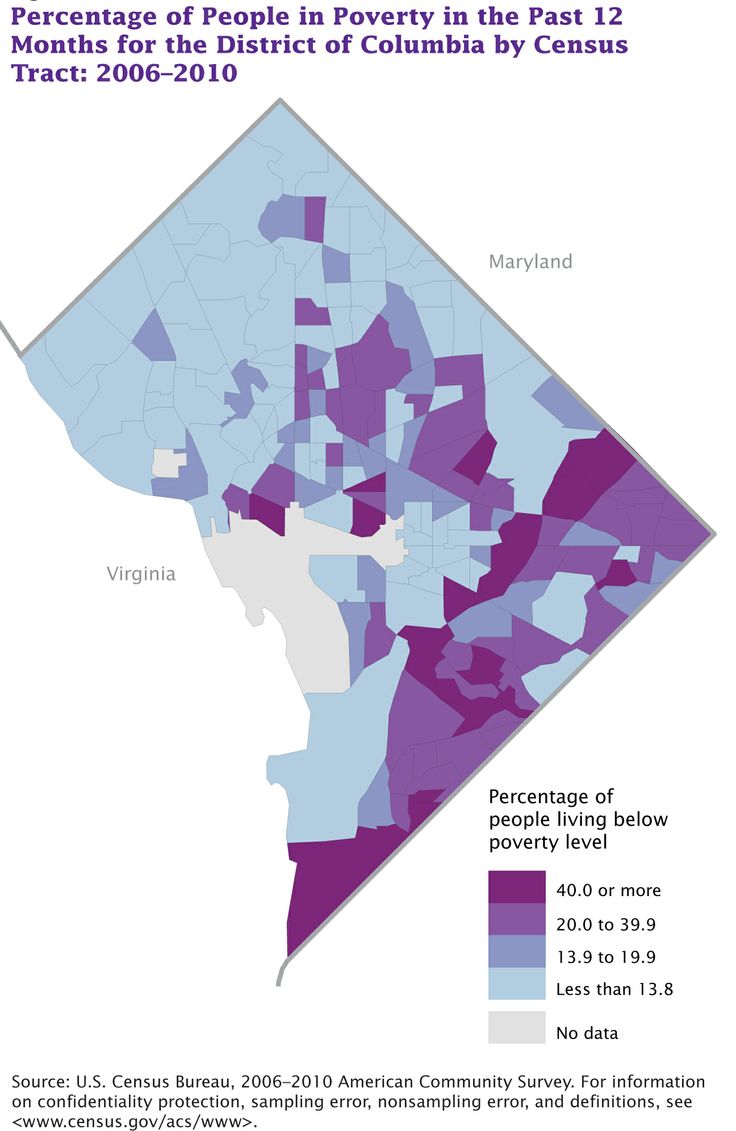 Percentage of People in Poverty in the Past 12
Months for the District of Columbia by Census
Tract: 2006–2010
Maryland
Virginia
Percentage of
people living below
poverty level
40.0 or more
20.0 to 39.9
13.9 to 19.9
Less than 13.8
No data
Source: U.S. Census Bureau, 2006–2010 American Community Survey. For information
on confidentiality protection, sampling error, nonsampling error, and definitions, see
<www.census.gov/acs/www>.